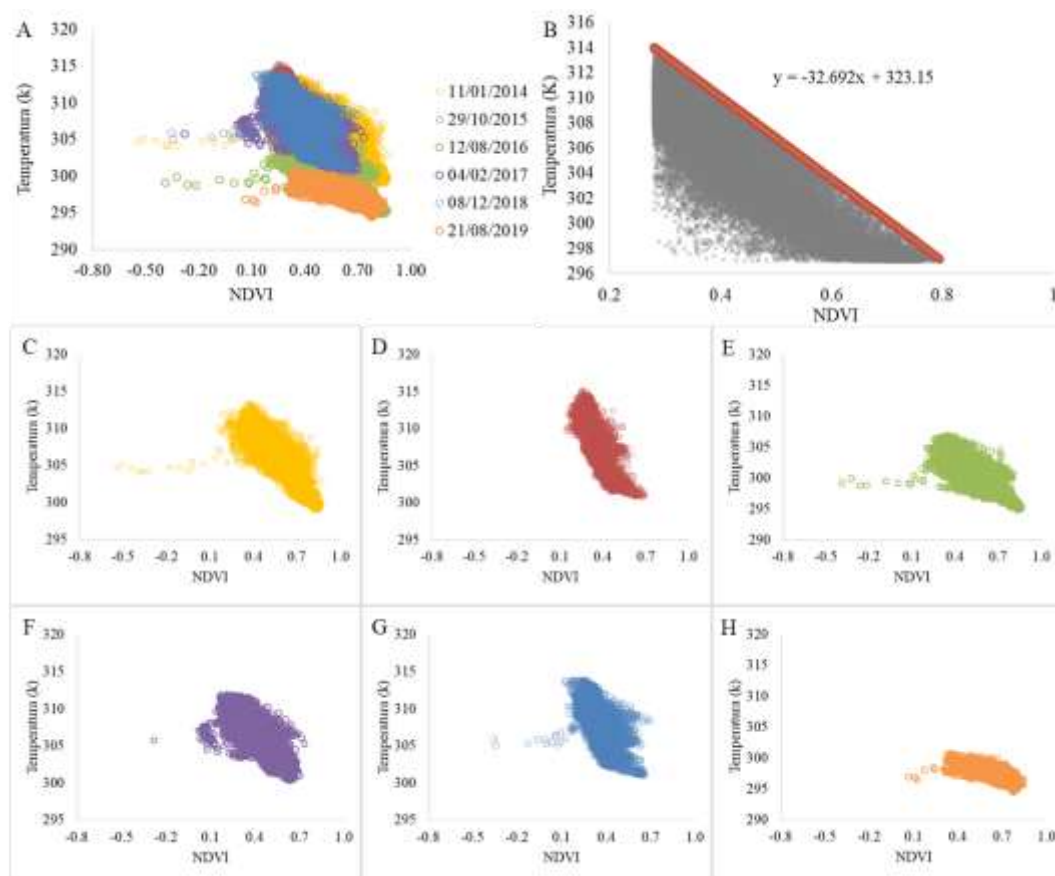 A
320
315
310
305
300
295
290
Temperatura (k)
-0.80 -0.50 -0.20 0.10 0.40 0.70 1.00
NDVI
11/01/2014
29/10/2015
12/08/2016
04/02/2017
08/12/2018
21/08/2019
B
316
314
312
310
308
306
304
302
300
298
296
Temperatura (K)
y = -32.692x + 323.15
0.2 0.4 0.6 0.8 1
NDVI
C
320
315
310
305
300
295
Temperatura (k)
-0.8 -0.5 -0.2 0.1 0.4 0.7 1.0
NDVI
D
320
315
310
305
300
295
Temperatura (k)
-0.8 -0.5 -0.2 0.1 0.4 0.7 1.0
NDVI
E
320
315
310
305
300
295
290
Temperatura (k)
-0.8 -0.5 -0.2 0.1 0.4 0.7 1.0
NDVI
F
320
315
310
305
300
295
Temperatura (k)
-0.8 -0.5 -0.2 0.1 0.4 0.7 1.0
NDVI
G
320
315
310
305
300
295
Temperatura (k)
-0.8 -0.5 -0.2 0.1 0.4 0.7 1.0
NDVI
H
320
315
310
305
300
295
290
Temperatura (k)
-0.8 -0.5 -0.2 0.1 0.4 0.7 1.0
NDVI